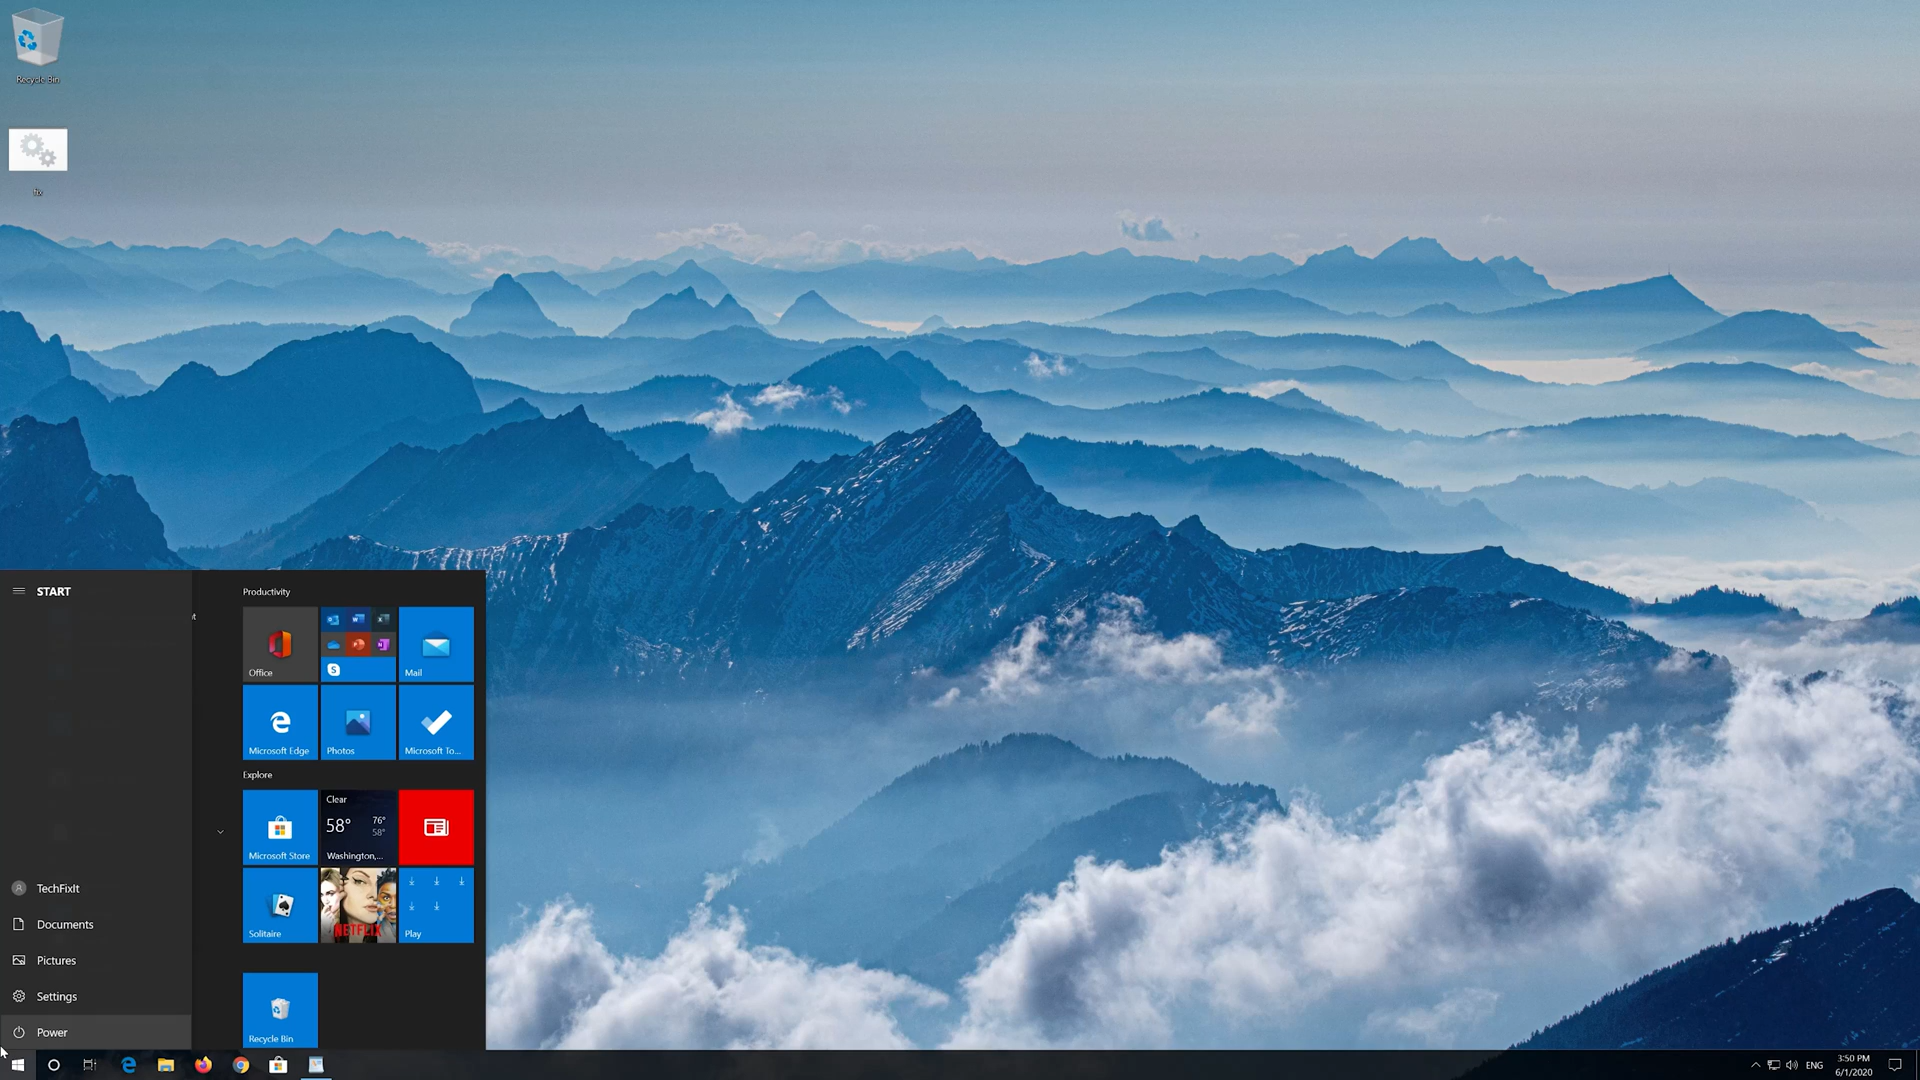 Recycle Bin
fix
START
Productivity
Office
Mail
Microsoft Edge
Photos
Microsoft To...
Explore
Microsoft Store
Clear
58°
76°
58°
Washington,...
Solitaire
NETFLIX
Play
Recycle Bin
TechFixIt
Documents
Pictures
Settings
Power
ENG
3:50 PM
6/1/2020